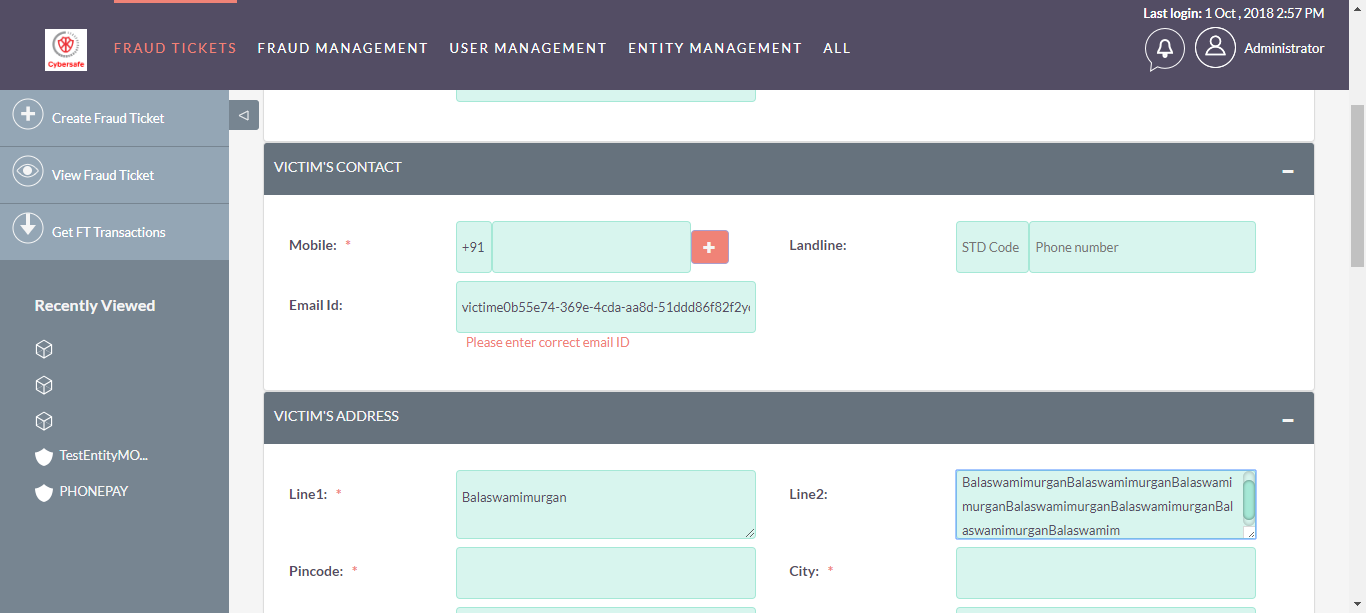 Last login: 1 Oct , 2018 2:57 PM
Cybersafe
FRAUD TICKETS FRAUD MANAGEMENT USER MANAGEMENT ENTITY MANAGEMENT ALL
Administrator
Create Fraud Ticket
View Fraud Ticket
Get FT Transactions
Recently Viewed
TestEntityMO...
PHONEPAY
VICTIM'S CONTACT
Mobile: * +91
Landline: STD Code Phone number
Email Id: victime0b55e74-369e-4cda-aa8d-51ddd86f82f2y
Please enter correct email ID
VICTIM'S ADDRESS
Line1: * Balaswamimurgan
Line2:
BalaswamimurganBalaswamimurganBalaswami
murganBalaswamimurganBalaswamimurganBal
aswamimurganBalaswamim
Pincode: *
City: *